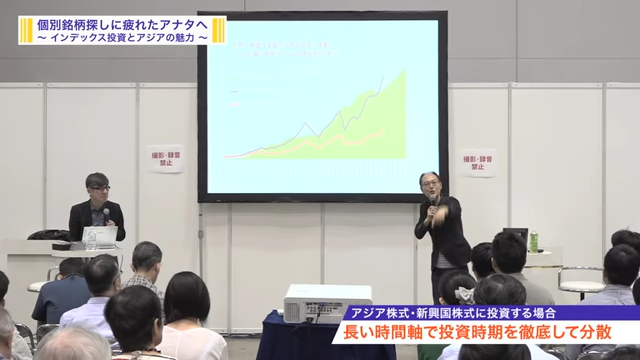 個別銘柄探しに疲れたアナタへ
～ インデックス投資とアジアの魅力 ～
撮影・録音
禁止
撮影・録音
禁止
アジア株式・新興国株式に投資する場合
長い時間軸で投資時期を徹底して分散